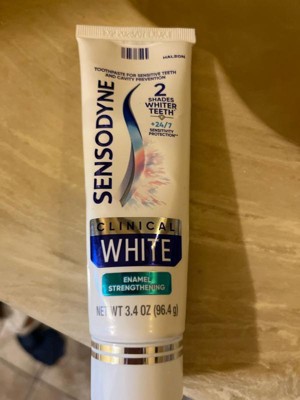 HALEON
TOOTHPASTE FOR SENSITIVE TEETH
AND CAVITY PREVENTION
SENSODYNE
2
SHADES
WHITER
TEETH*
+24/7
SENSITIVITY
PROTECTION**
CLINICAL
WHITE
ENAMEL
STRENGTHENING
NET WT 3.4 OZ (96.4 g)